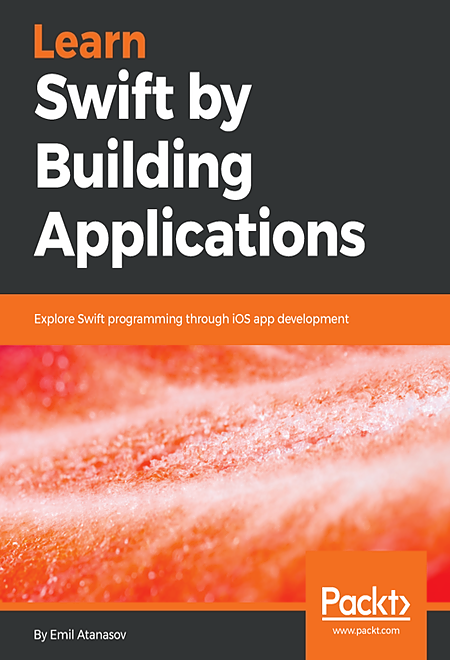 Learn
Swift by
Building
Applications
Explore Swift programming through iOS app development
Packt>
www.packt.com
By Emil Atanasov